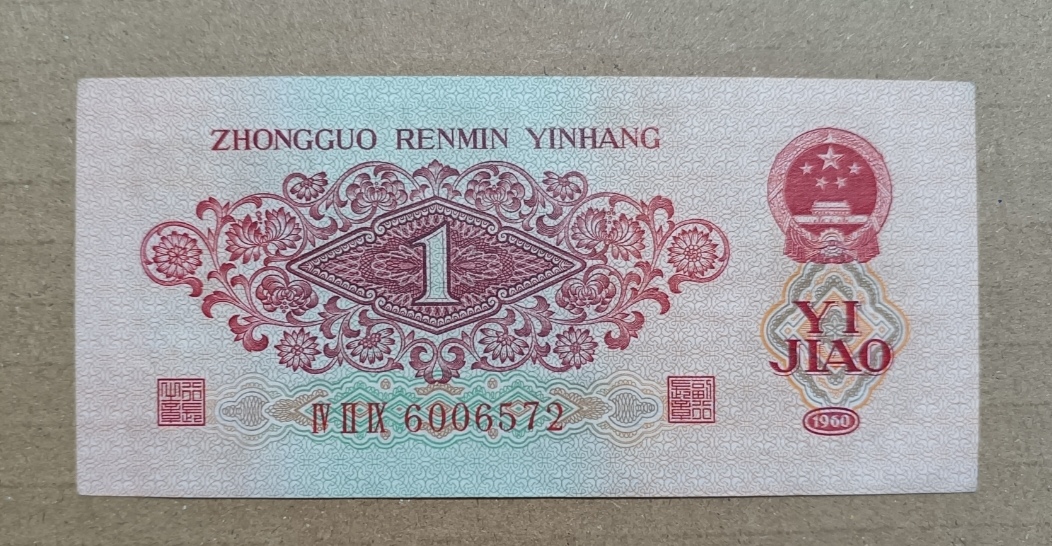 ZHONGGUO RENMIN YINHANG
1
YI
JIAO
IV II IX 6006572
1960